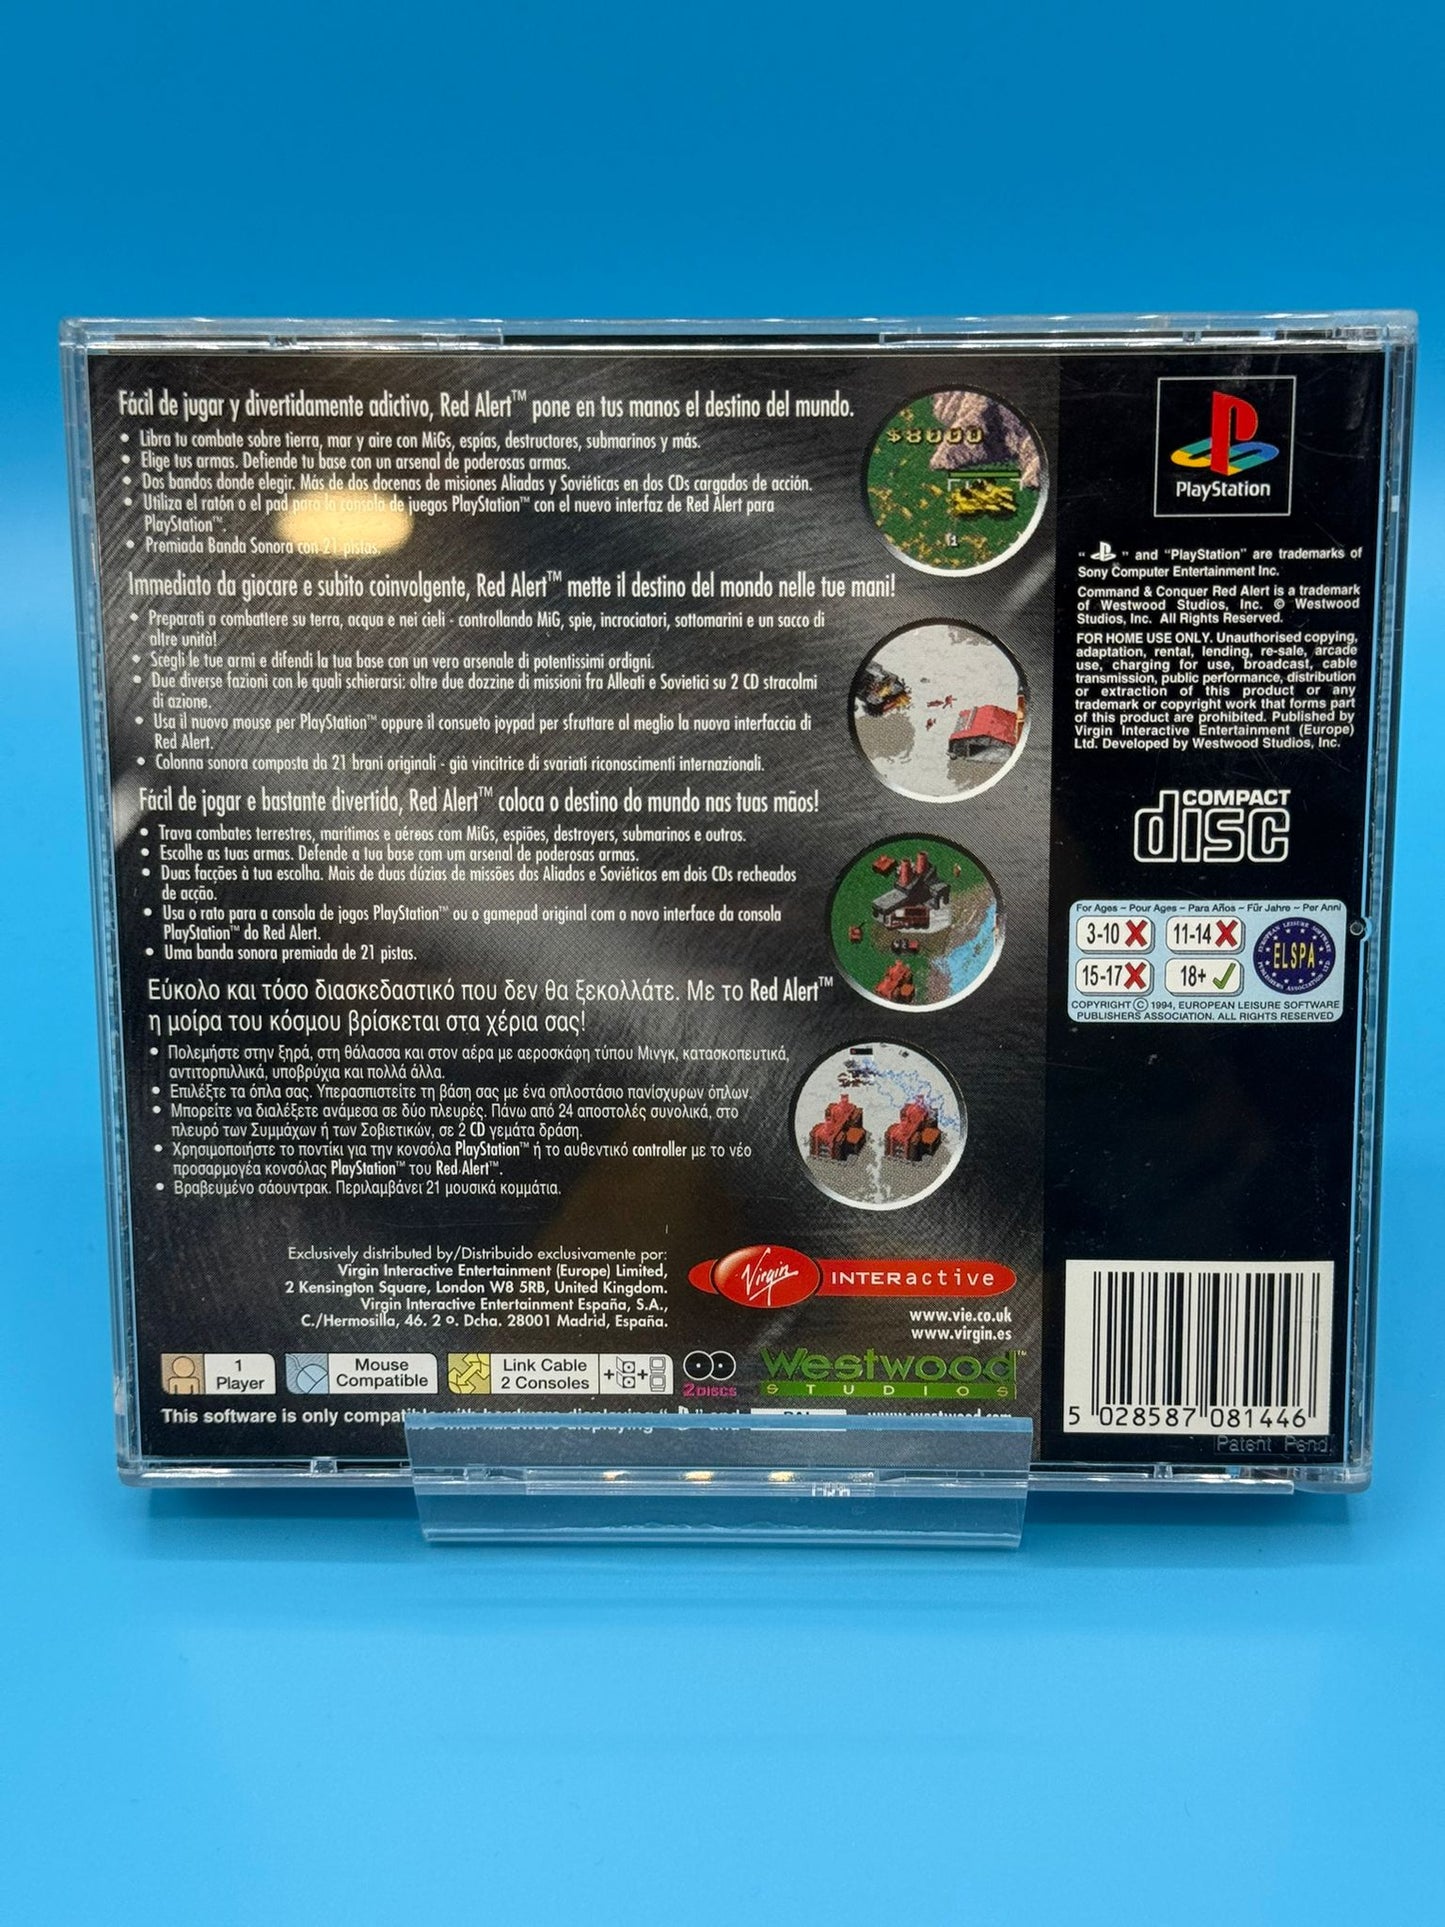 Fácil de jugar y divertidamente adictivo, Red Alert™ pone en tus manos el destino del mundo.
• Libra tu combate sobre tierra, mar y aire con MiGs, espías, destructores, submarinos y más.
• Elige tus armas. Defiende tu base con un arsenal de poderosas armas.
• Dos bandos donde elegir. Más de dos docenas de misiones Aliadas y Soviéticas en dos CDs cargados de acción.
• Utiliza el ratón o el pad para la consola de juegos PlayStation™ con el nuevo interfaz de Red Alert para
PlayStation™.
• Premiada Banda Sonora con 21 pistas.
Immediato da giocare e subito coinvolgente, Red Alert™ mette il destino del mondo nelle tue mani!
• Preparati a combattere su terra, acqua e nei cieli - controllando MiG, spie, incrociatori, sottomarini e un sacco di
altre unità!
• Scegli le tue armi e difendi la tua base con un vero arsenale di potentissimi ordigni.
• Due diverse fazioni con le quali schierarsi: oltre due dozzine di missioni fra Alleati e Sovietici su 2 CD stracolmi
di azione.
• Usa il nuovo mouse per PlayStation™ oppure il consueto joypad per sfruttare al meglio la nuova interfaccia di
Red Alert.
• Colonna sonora composta da 21 brani originali - già vincitrice di svariati riconoscimenti internazionali.
Fácil de jogar e bastante divertido, Red Alert™ coloca o destino do mundo nas tuas mãos!
• Trava combates terrestres, marítimos e aéreos com MiGs, espiões, destroyers, submarinos e outros.
• Escolhe as tuas armas. Defende a tua base com um arsenal de poderosas armas.
• Duas facções à tua escolha. Mais de duas dúzias de missões dos Aliados e Soviéticos em dois CDs recheados
de acção.
• Usa o rato para a consola de jogos PlayStation™ ou o gamepad original com o novo interface da consola
PlayStation™ do Red Alert.
• Uma banda sonora premiada de 21 pistas.
Εύκολο και τόσο διασκεδαστικό που δεν θα ξεκολλάτε. Με το Red Alert™
η μοίρα του κόσμου βρίσκεται στα χέρια σας!
• Πολεμήστε στην ξηρά, στη θάλασσα και στον αέρα με αεροσκάφη τύπου Μινγκ, κατασκοπευτικά,
αντιτορπιλλικά, υποβρύχια και πολλά άλλα.
• Επιλέξτε τα όπλα σας. Υπερασπιστείτε τη βάση σας με ένα οπλοστάσιο πανίσχυρων όπλων.
• Μπορείτε να διαλέξετε ανάμεσα σε δύο πλευρές. Πάνω από 24 αποστολές συνολικά, στο
πλευρό των Συμμάχων ή των Σοβιετικών, σε 2 CD γεμάτα δράση.
• Χρησιμοποιήστε το ποντίκι για την κονσόλα PlayStation™ ή το αυθεντικό controller με το νέο
προσαρμογέα κονσόλας PlayStation™ του Red Alert™.
• Βραβευμένο σάουντρακ. Περιλαμβάνει 21 μουσικά κομμάτια.
Exclusively distributed by/Distribuido exclusivamente por:
Virgin Interactive Entertainment (Europe) Limited,
2 Kensington Square, London W8 5RB, United Kingdom.
Virgin Interactive Entertainment España, S.A.,
C./Hermosilla, 46. 2 º. Dcha. 28001 Madrid, España.
Virgin INTERactive
www.vie.co.uk
www.virgin.es
1
Player
Mouse
Compatible
Link Cable
2 Consoles
2 DISCS
Westwood™
STUDIOS
This software is only compatible with hardware displaying " " and PAL
www.westwood.com
$8000
1
PlayStation
" " and "PlayStation" are trademarks of
Sony Computer Entertainment Inc.
Command & Conquer Red Alert is a trademark
of Westwood Studios, Inc. © Westwood
Studios, Inc. All Rights Reserved.
FOR HOME USE ONLY. Unauthorised copying,
adaptation, rental, lending, re-sale, arcade
use, charging for use, broadcast, cable
transmission, public performance, distribution
or extraction of this product or any
trademark or copyright work that forms part
of this product are prohibited. Published by
Virgin Interactive Entertainment (Europe)
Ltd. Developed by Westwood Studios, Inc.
COMPACT
disc
For Ages – Pour Ages – Para Años – Für Jahre – Per Anni
3-10 11-14
15-17 18+
EUROPEAN LEISURE SOFTWARE PUBLISHERS ASSOCIATION LTD.
ELSPA
COPYRIGHT © 1994, EUROPEAN LEISURE SOFTWARE
PUBLISHERS ASSOCIATION. ALL RIGHTS RESERVED
5 028587 081446
Patent Pend